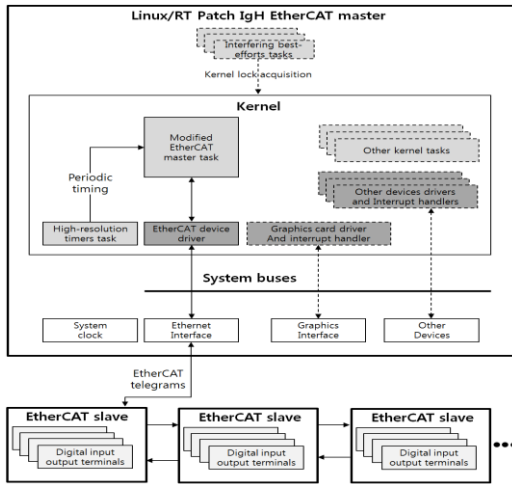 Linux/RT Patch IgH EtherCAT master
Interfering best-
efforts tasks
Kernel lock acquisition
Kernel
Modified
EtherCAT
master task
Other kernel tasks
Periodic
timing
Other devices drivers
and Interrupt handlers
High-resolution
timers task
EtherCAT device
driver
Graphics card driver
And interrupt handler
System buses
System
clock
Ethernet
Interface
Graphics
Interface
Other
Devices
EtherCAT
telegrams
EtherCAT slave
Digital input
output terminals
EtherCAT slave
Digital input
output terminals
EtherCAT slave
Digital input
output terminals